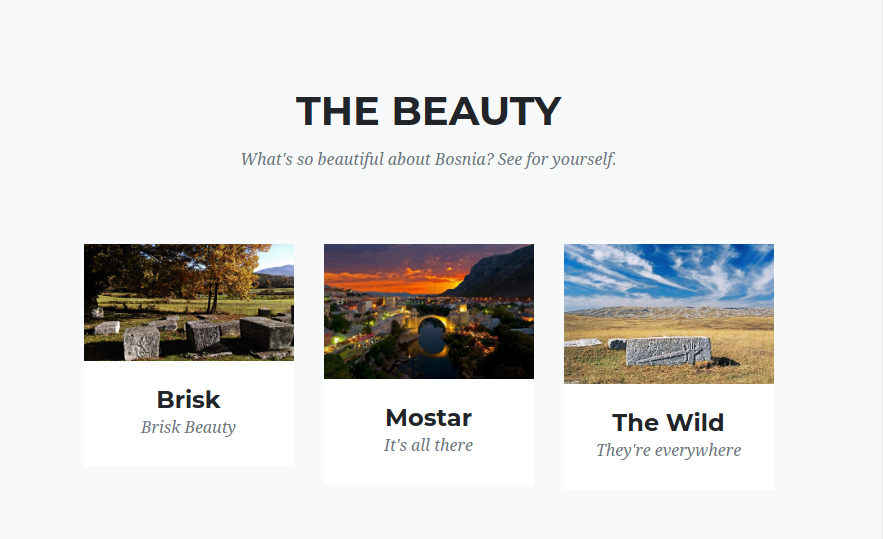 THE BEAUTY
What's so beautiful about Bosnia? See for yourself.
Brisk
Brisk Beauty
Mostar
It's all there
The Wild
They're everywhere